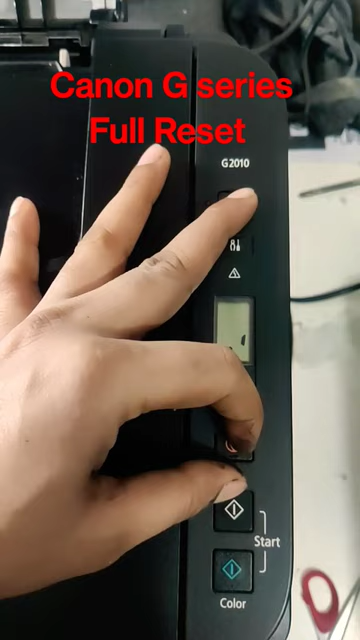 Canon G series
Full Reset
G2010
Start
Color